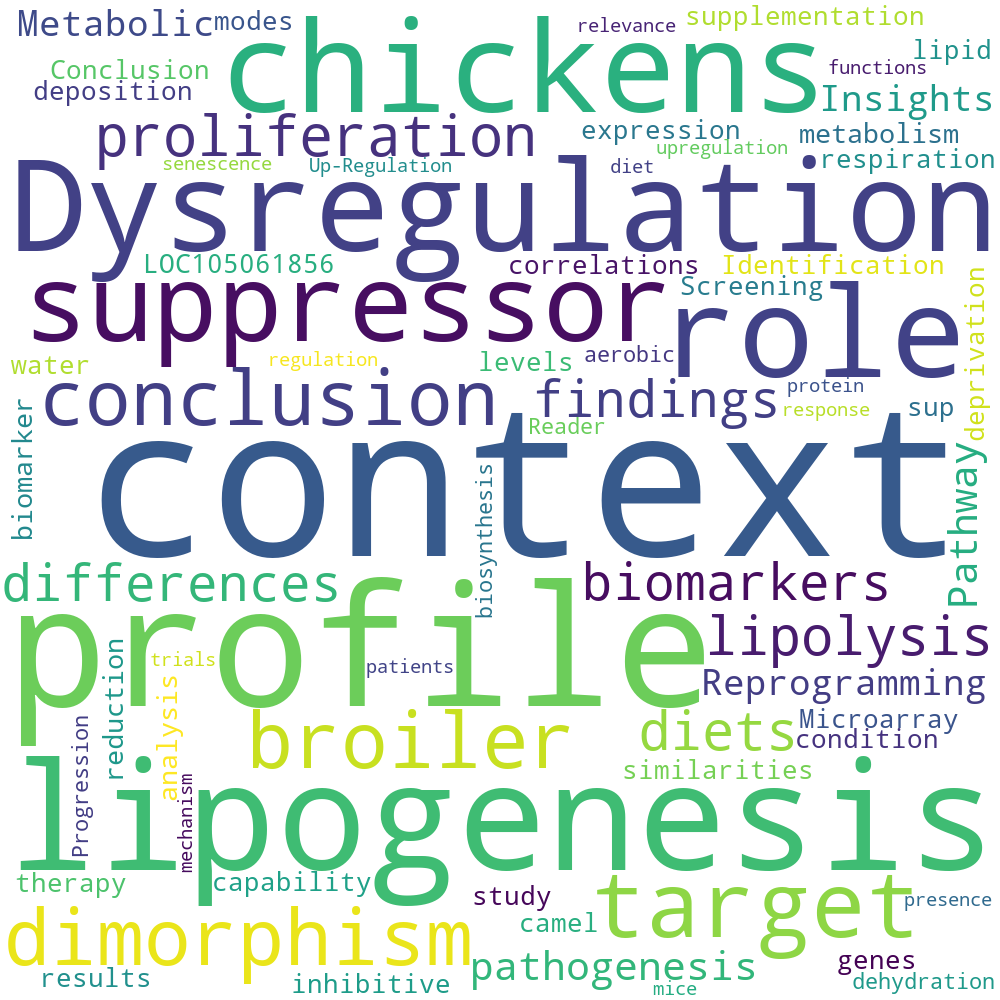 Metabolic
modes
chickens
relevance
supplementation
lipid
Conclusion
deposition
functions
Insights
proliferation
expression
metabolism
senescence
Up-Regulation
diet
upregulation
respiration
Dysregulation
LOC105061856
correlations
Identification
suppressor
Screening
role
deprivation
water
regulation
levels
aerobic
protein
conclusion
findings
response
sup
Reader
biomarker
context
Pathway
biosynthesis
differences
biomarkers
profile
lipolysis
trials
patients
Reprogramming
reduction
analysis
broiler
diets
Microarray
condition
Progression
similarities
mechanism
lipogenesis
therapy
capability
study
target
presence
dimorphism
camel
results
inhibitive
pathogenesis
mice
genes
dehydration